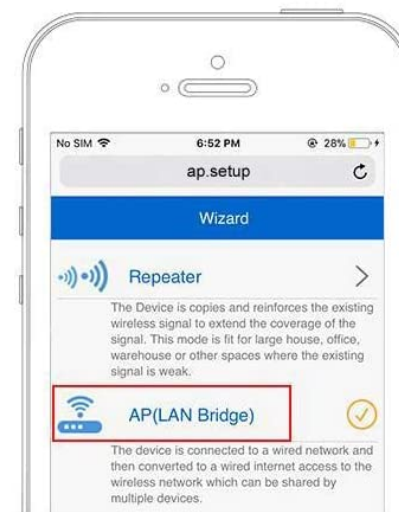 No SIM 6:52 PM 28%
ap.setup
Wizard
Repeater
The Device is copies and reinforces the existing
wireless signal to extend the coverage of the
signal. This mode is fit for large house, office,
warehouse or other spaces where the existing
signal is weak.
AP(LAN Bridge)
The device is connected to a wired network and
then converted to a wired internet access to the
wireless network which can be shared by
multiple devices.